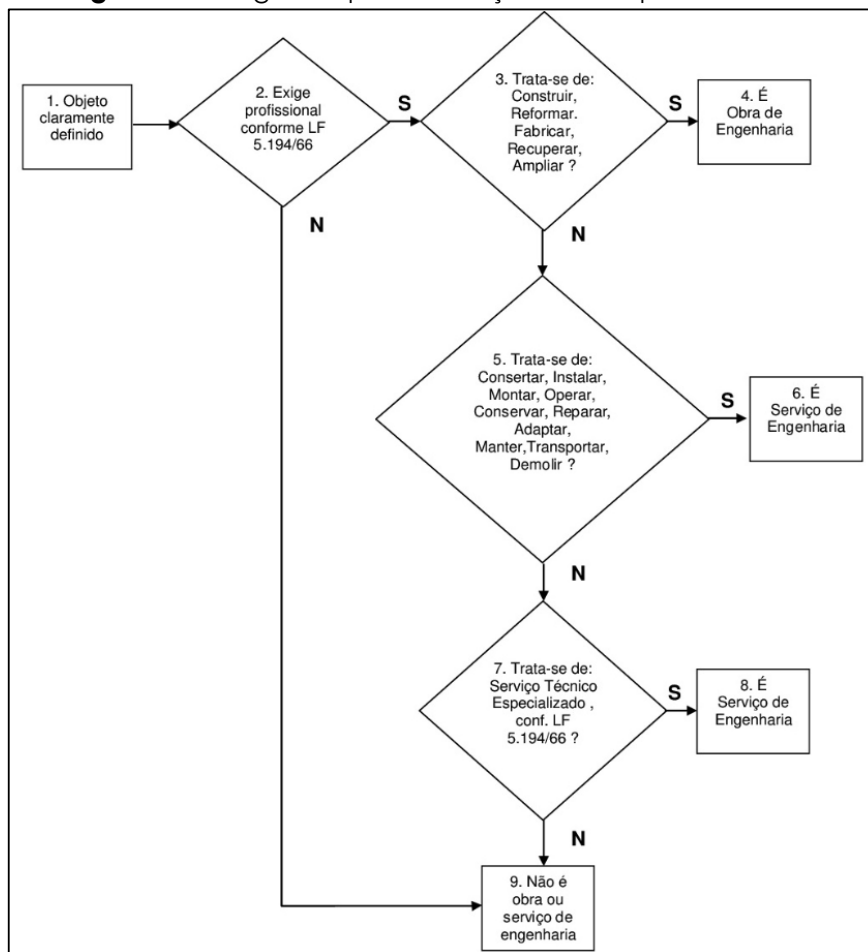 1. Objeto
claramente
definido
2. Exige
profissional
conforme LF
5.194/66
S
N
3. Trata-se de:
Construir,
Reformar.
Fabricar,
Recuperar,
Ampliar ?
S
N
4. É
Obra de
Engenharia
5. Trata-se de:
Consertar, Instalar,
Montar, Operar,
Conservar, Reparar,
Adaptar,
Manter,Transportar,
Demolir ?
S
N
6. É
Serviço de
Engenharia
7. Trata-se de:
Serviço Técnico
Especializado ,
conf. LF
5.194/66 ?
S
N
8. É
Serviço de
Engenharia
9. Não é
obra ou
serviço de
engenharia